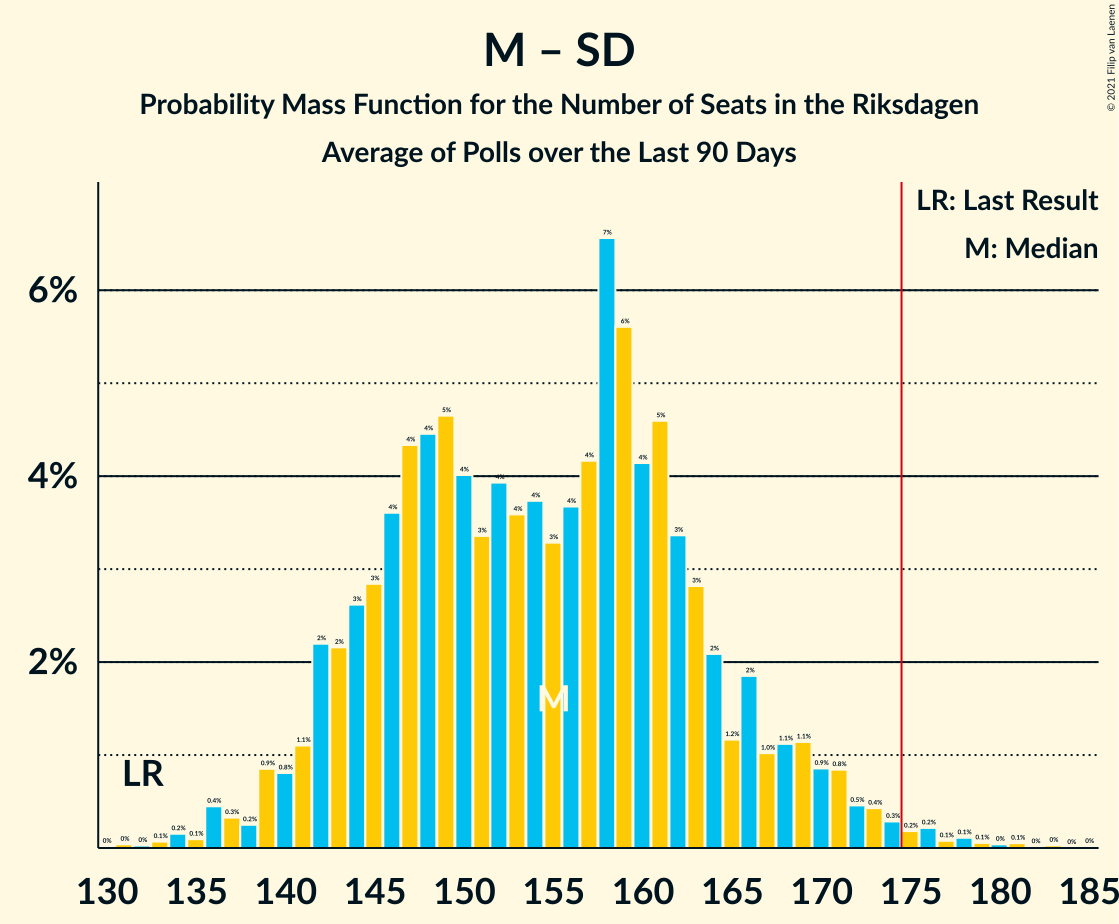 M – SD
Probability Mass Function for the Number of Seats in the Riksdagen
Average of Polls over the Last 90 Days
© 2021 Filip van Laenen
LR: Last Result
M: Median
6%
4%
2%
LR
M
0% 0% 0% 0.1% 0.2% 0.1% 0.4% 0.3% 0.2% 0.9% 0.8% 1.1% 2% 2% 3% 3% 4% 4% 4% 5% 4% 3% 4% 4% 4% 3% 4% 4% 7% 6% 4% 5% 3% 3% 2% 1.2% 2% 1.0% 1.1% 1.1% 0.9% 0.8% 0.5% 0.4% 0.3% 0.2% 0.2% 0.1% 0.1% 0.1% 0% 0.1% 0% 0% 0% 0%
130 135 140 145 150 155 160 165 170 175 180 185